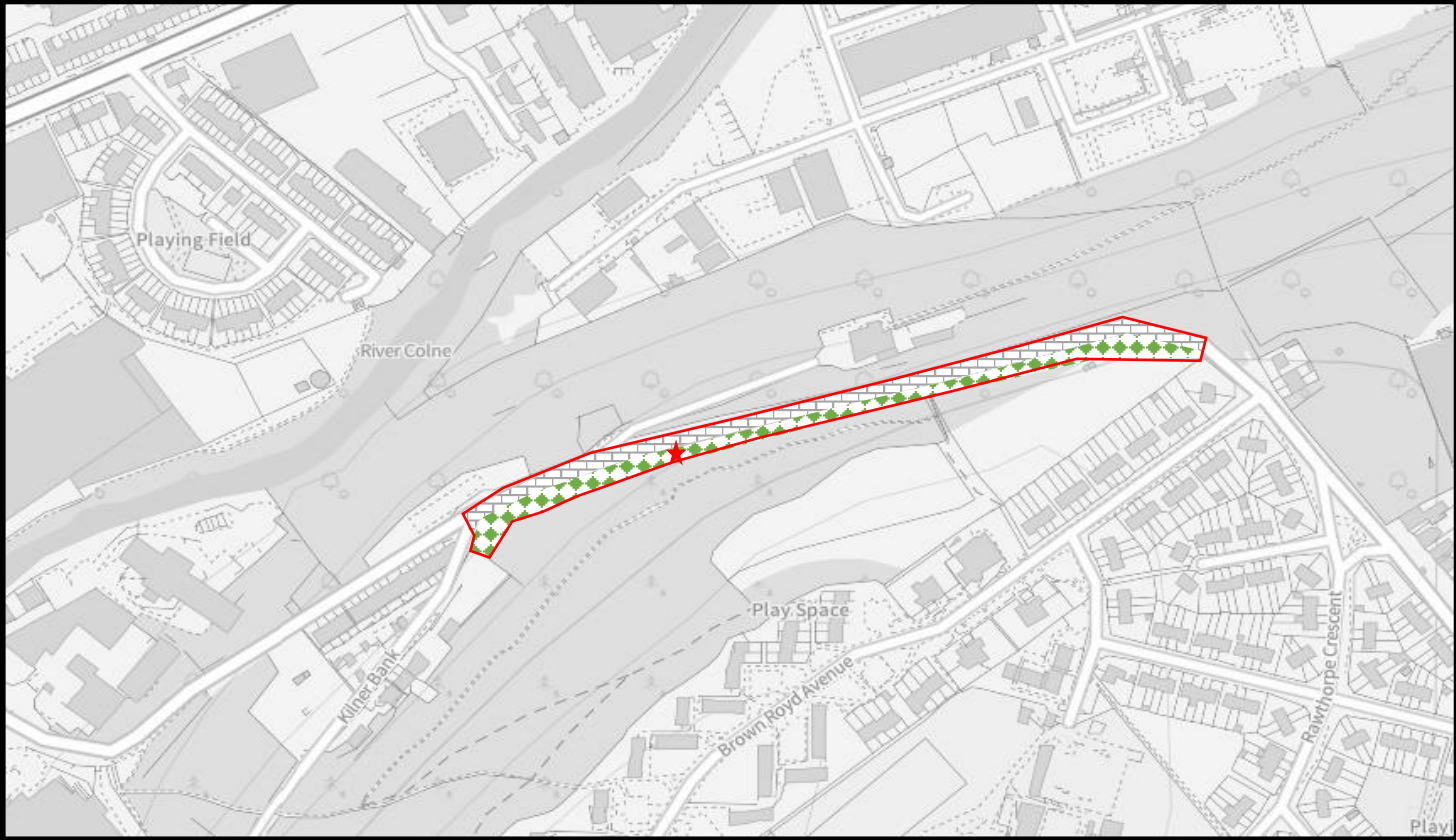 Playing Field
River Colne
Play Space
Kilner Bank
Brown Royd Avenue
Rawthorpe Crescent
Play